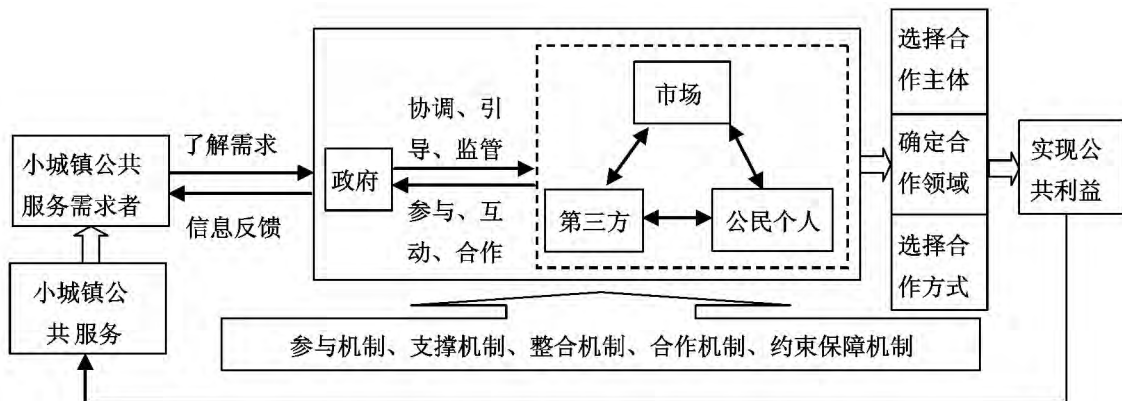 小城镇公共
服务需求者
小城镇公
共服务
了解需求
信息反馈
政府
协调、引
导、监管
参与、互
动、合作
市场
第三方
公民个人
选择合
作主体
确定合
作领域
选择合
作方式
实现公
共利益
参与机制、支撑机制、整合机制、合作机制、约束保障机制